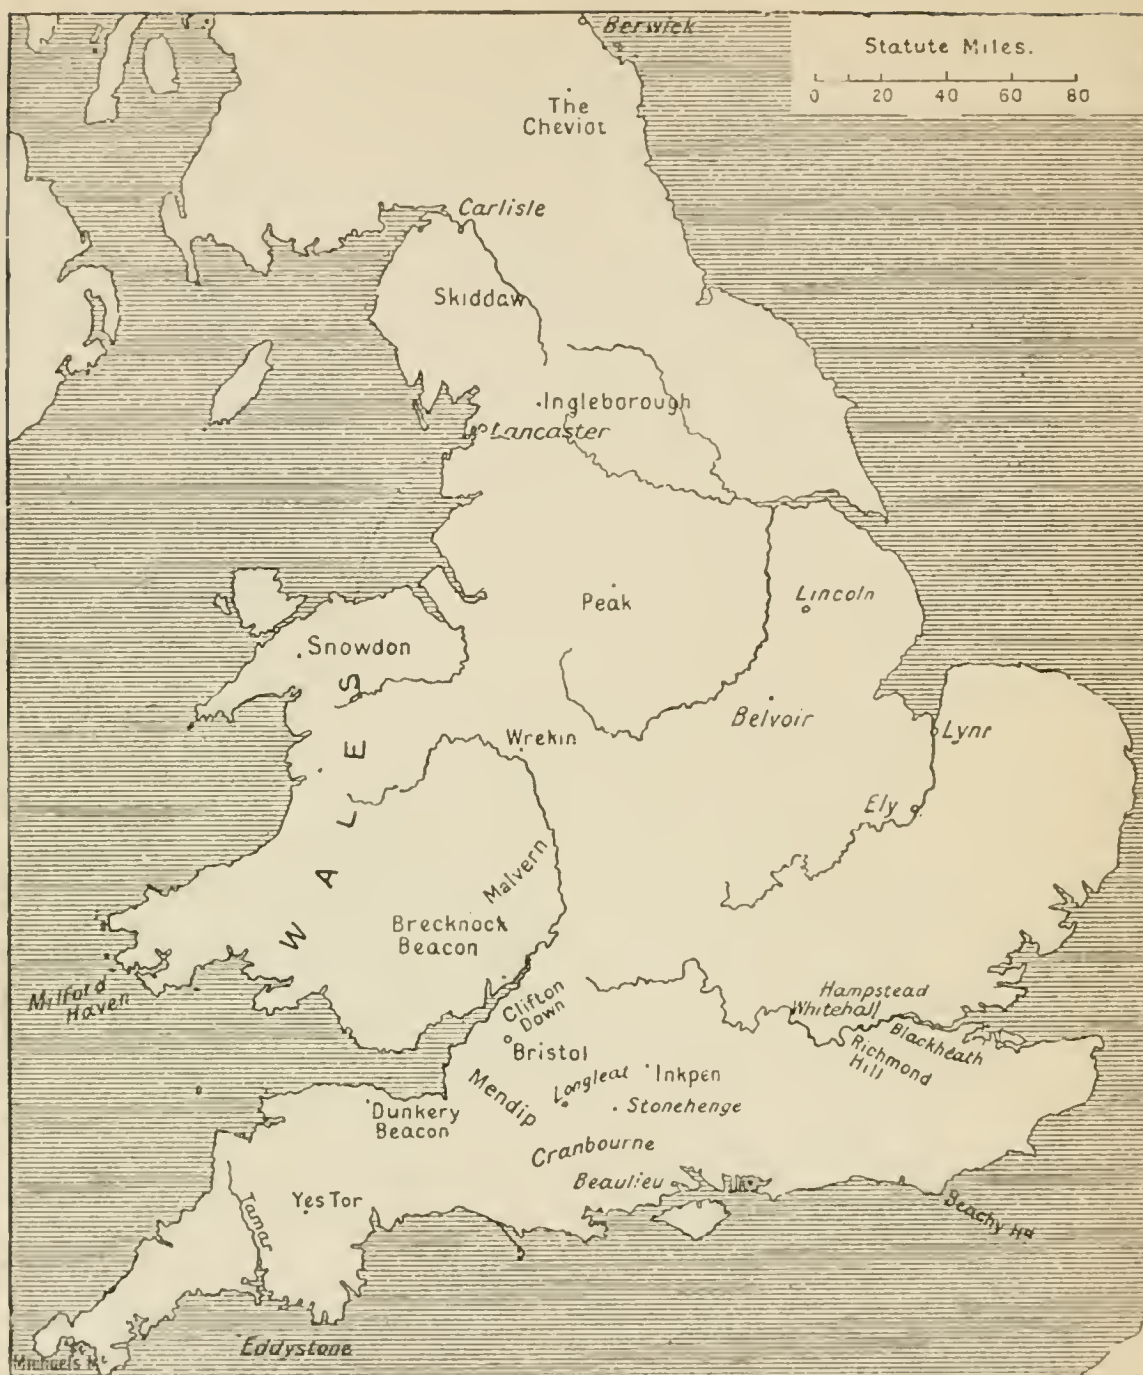 Berwick
Statute Miles.
0 20 40 60 80
The
Cheviot
Carlisle
Skiddaw
Ingleborough
Lancaster
Peak
Lincoln
Snowdon
WALES
Belvoir
Lynn
Wrekin
Ely
Malvern
Brecknock
Beacon
Milford
Haven
Hampstead
Whitehall
Blackheath
Richmond
Hill
Clifton
Down
Bristol
Mendip
Longleat
Inkpen
Stonehenge
Dunkery
Beacon
Cranbourne
Beaulieu
Beachy Hd
Yes Tor
Tamar
Eddystone
Michaels Mt